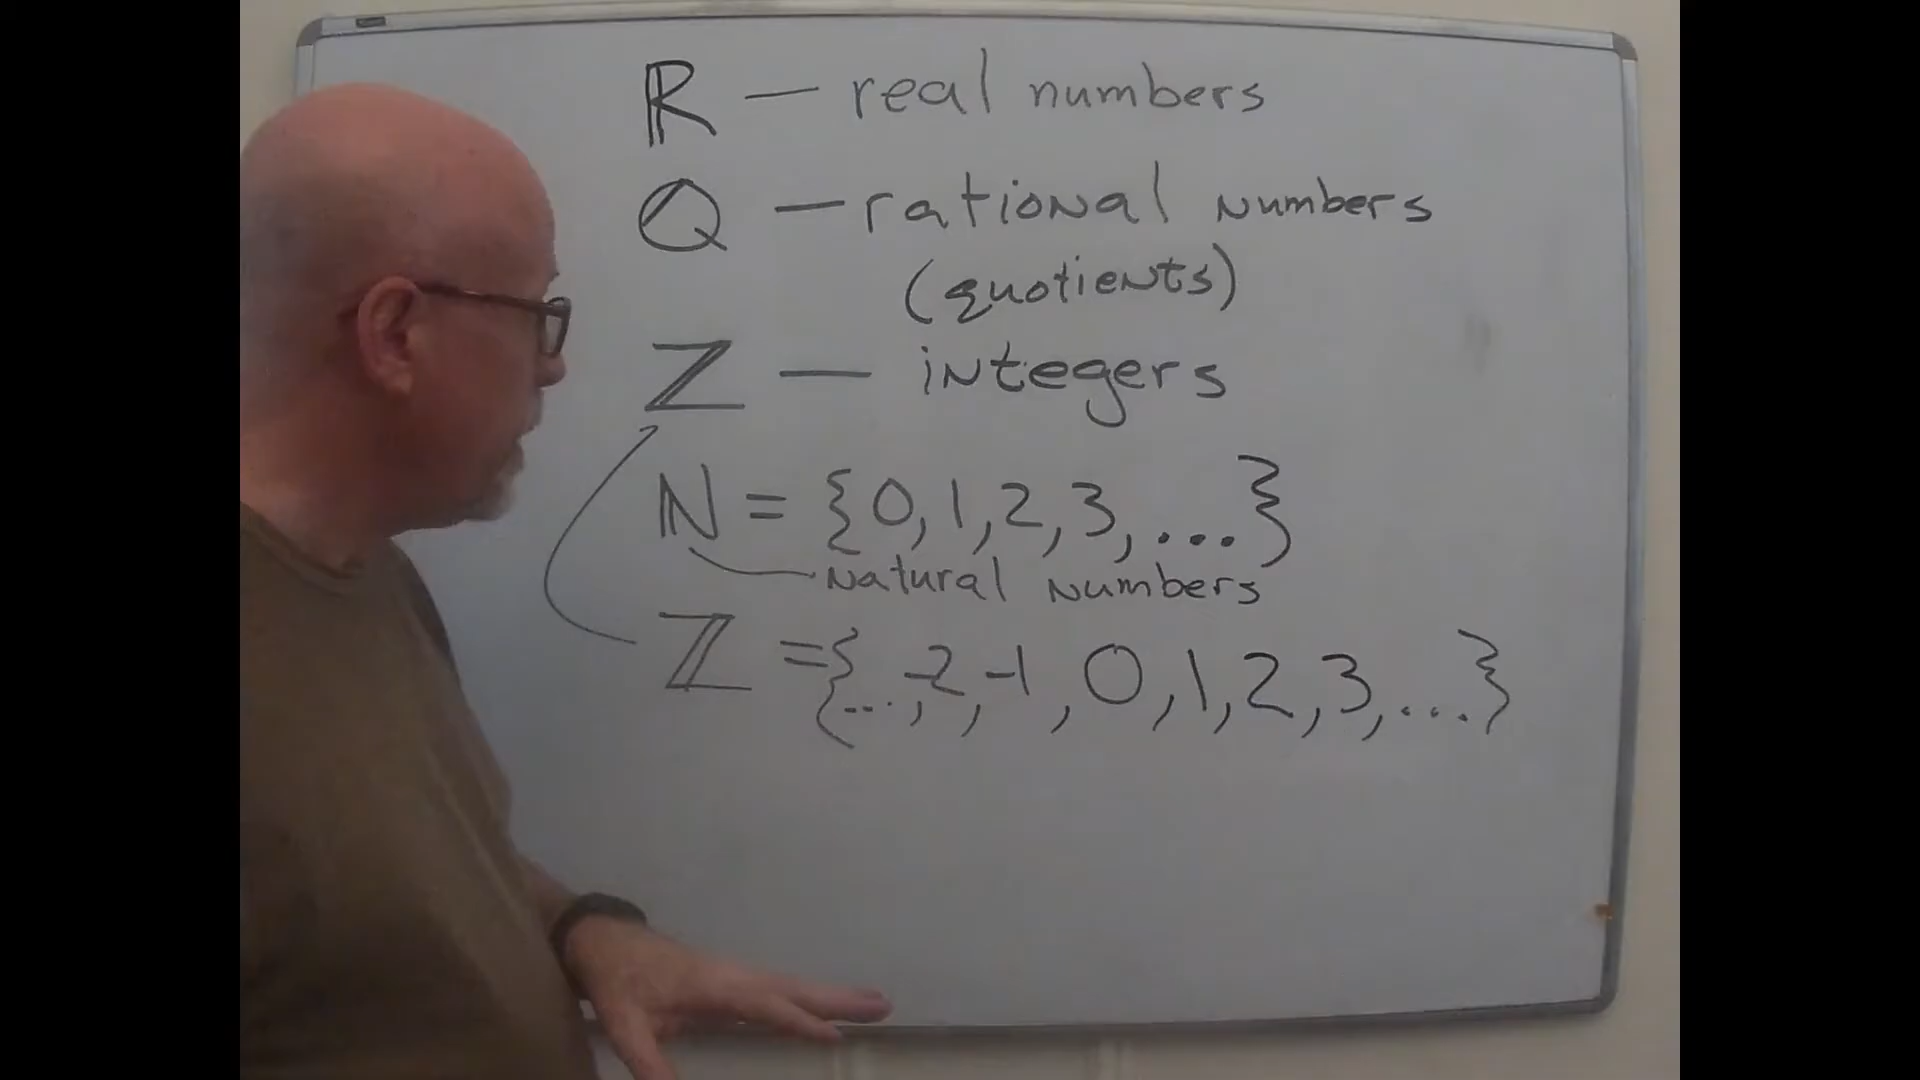 ℝ — real numbers
ℚ — rational numbers
(quotients)
ℤ — integers
ℕ = {0, 1, 2, 3, ...}
natural numbers
ℤ = {..., -2, -1, 0, 1, 2, 3, ...}